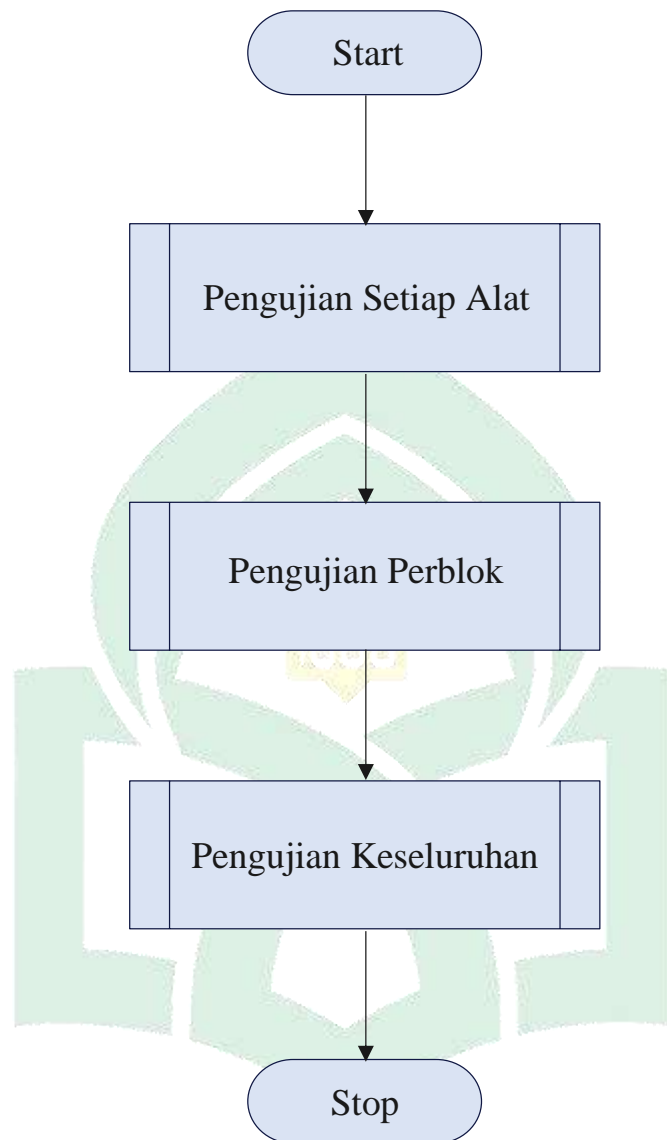 Start
Pengujian Setiap Alat
Pengujian Perblok
Pengujian Keseluruhan
Stop